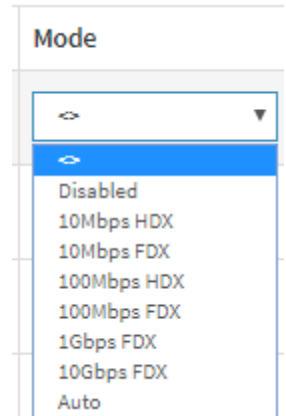 Mode
<>
<>
Disabled
10Mbps HDX
10Mbps FDX
100Mbps HDX
100Mbps FDX
1Gbps FDX
10Gbps FDX
Auto